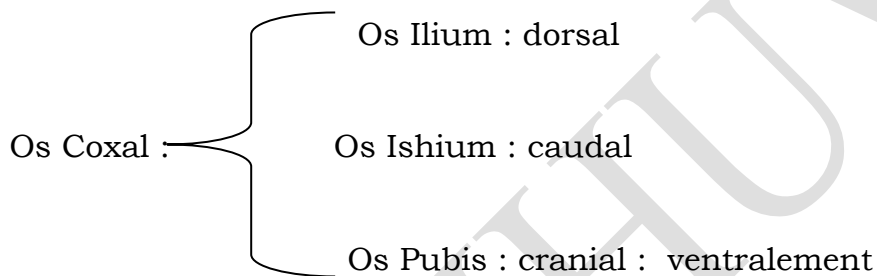 Os Ilium : dorsal
Os Coxal : Os Ishium : caudal
Os Pubis : cranial : ventralement